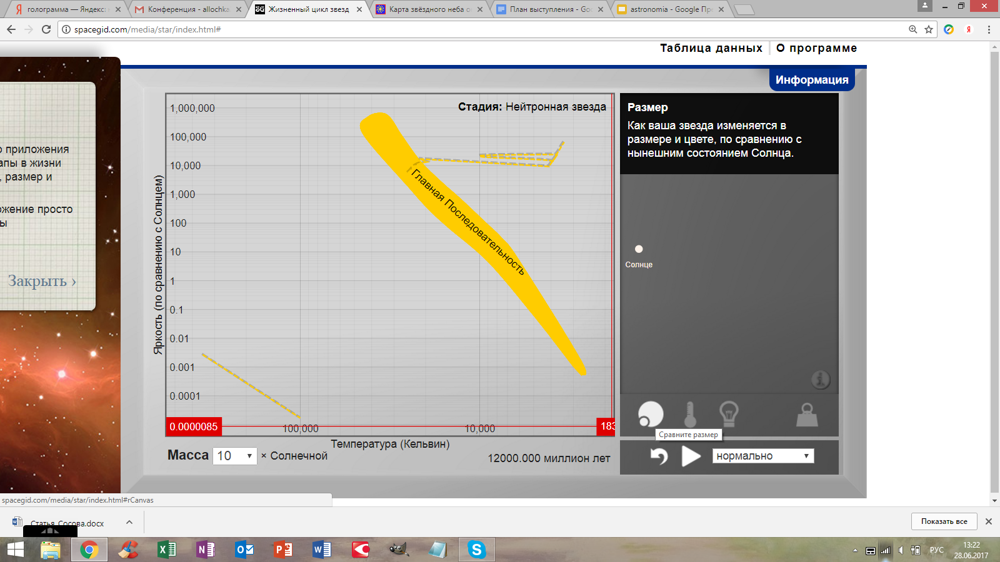 голограмма — Яндекс:
Конференция - allochka
Жизненный цикл звезд
Карта звёздного неба о
План выступления - Goo
astronomia - Google Пре
spacegid.com/media/star/index.html#
Таблица данных
О программе
Информация
о приложения
апы в жизни
, размер и
ожение просто
ы
Закрыть ›
Яркость (по сравнению с Солнцем)
1,000,000
100,000
10,000
1,000
100
10
1
0.1
0.01
0.001
0.0001
0.0000085
Стадия: Нейтронная звезда
Главная Последовательность
100,000
10,000
183
Температура (Кельвин)
Масса 10 × Солнечной
12000.000 миллион лет
Размер
Как ваша звезда изменяется в
размере и цвете, по сравнению с
нынешним состоянием Солнца.
Солнце
Сравните размер
нормально
spacegid.com/media/star/index.html#rCanvas
Статья_Сосова.docx
Показать все
РУС
13:22
28.06.2017